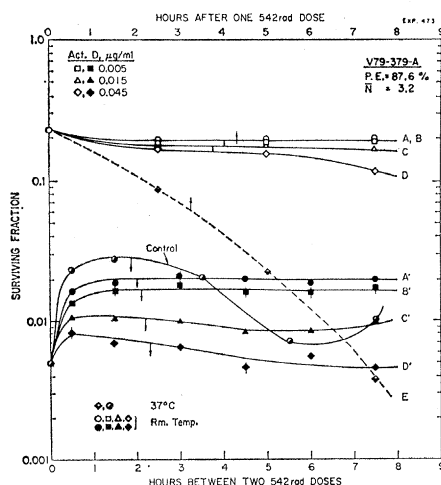 HOURS AFTER ONE 542rad DOSE
EXP. 473
0 1 2 3 4 5 6 7 8
1.0
Act. D, µg/ml
□, ■ 0.005
△, ▲ 0.015
◇, ◆ 0.045
V79-379-A
P.E.= 87,6 %
N̅ = 3,2
A, B
C
D
0.1
SURVIVING FRACTION
Control
A'
B'
0.01
C'
D'
E
37°C
Rm. Temp.
0.001
0 1 2 3 4 5 6 7 8
HOURS BETWEEN TWO 542rad DOSES